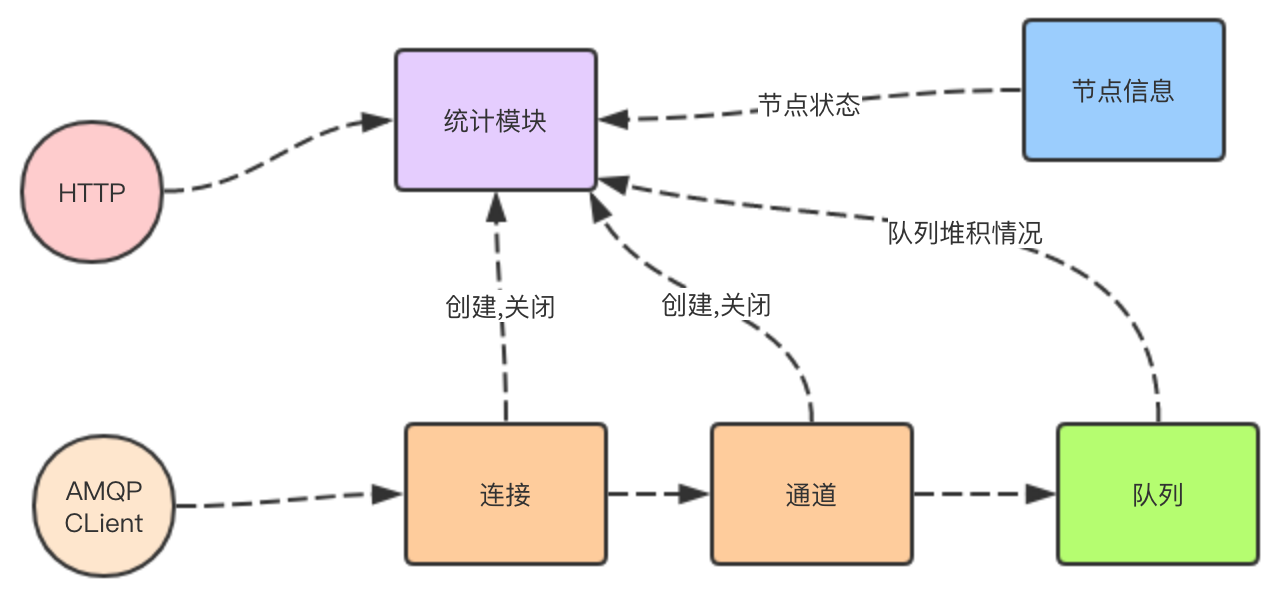 节点信息
节点状态
统计模块
HTTP
队列堆积情况
创建,关闭
创建,关闭
AMQP
CLient
连接
通道
队列